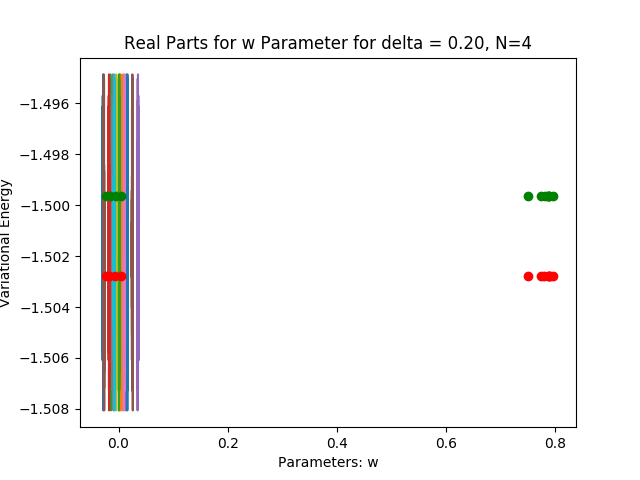 Real Parts for w Parameter for delta = 0.20, N=4
Variational Energy
−1.496
−1.498
−1.500
−1.502
−1.504
−1.506
−1.508
0.0 0.2 0.4 0.6 0.8
Parameters: w